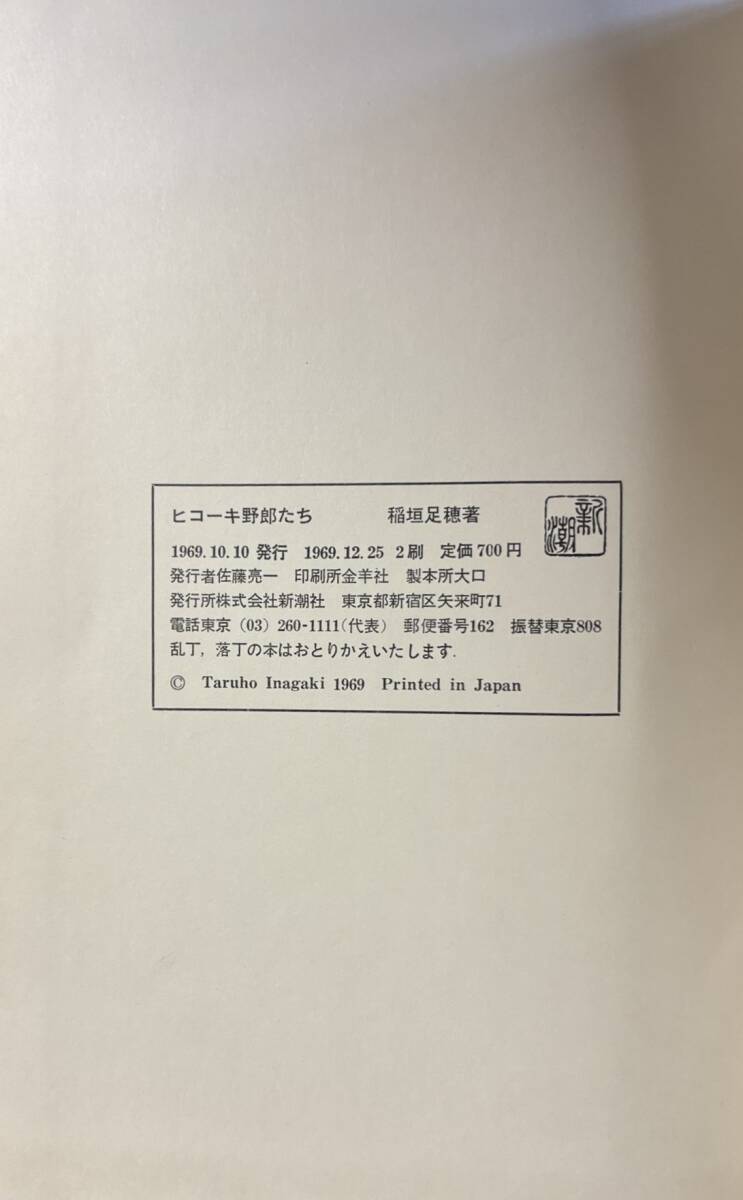 ヒコーキ野郎たち　稲垣足穂著
新潮
1969.10.10 発行　1969.12.25 2刷　定価700円
発行者佐藤亮一　印刷所金羊社　製本所大口
発行所株式会社新潮社　東京都新宿区矢来町71
電話東京（03）260-1111（代表）　郵便番号162　振替東京808
乱丁，落丁の本はおとりかえいたします．
© Taruho Inagaki 1969 Printed in Japan